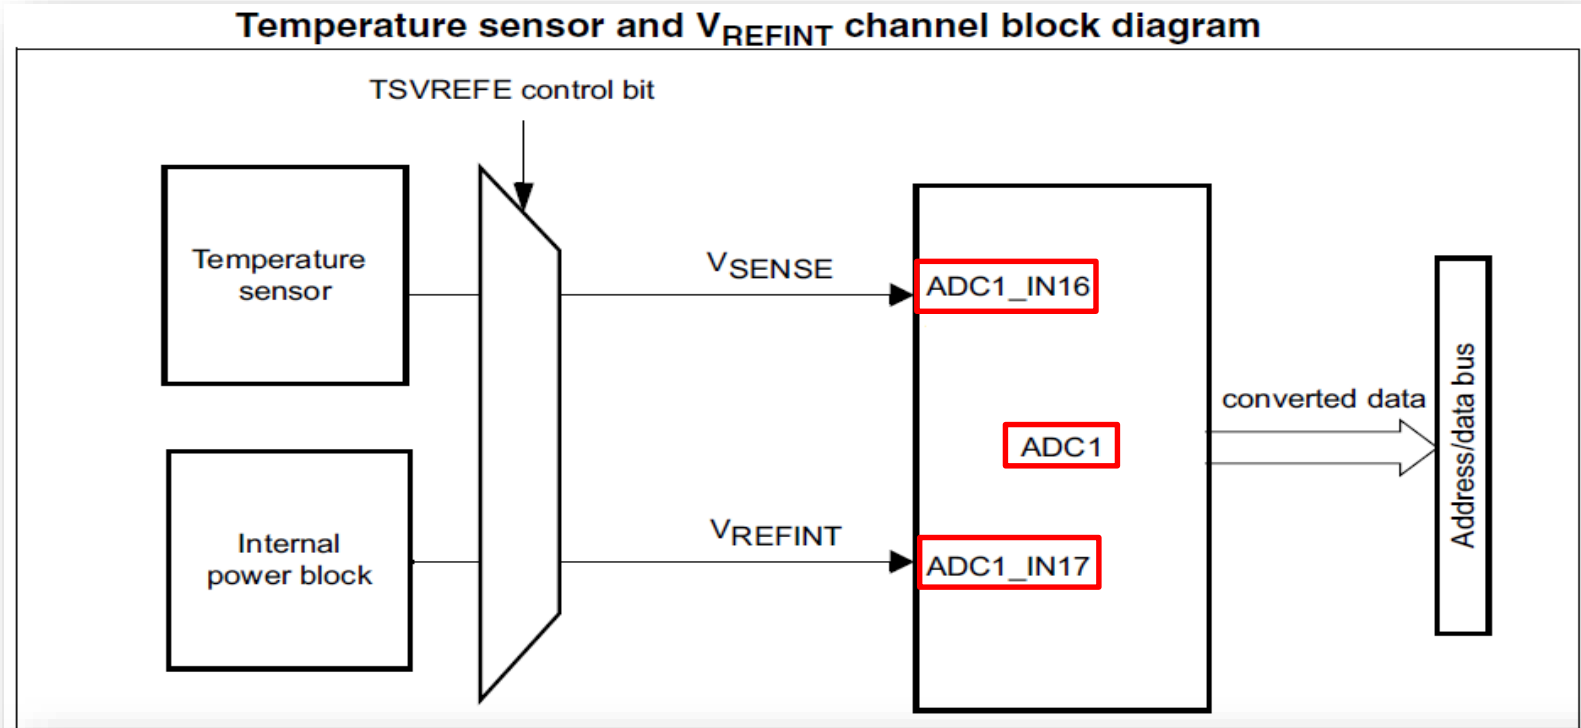 Temperature sensor and VREFINT channel block diagram
TSVREFE control bit
Temperature
sensor
VSENSE
ADC1_IN16
converted data
Address/data bus
ADC1
Internal
power block
VREFINT
ADC1_IN17